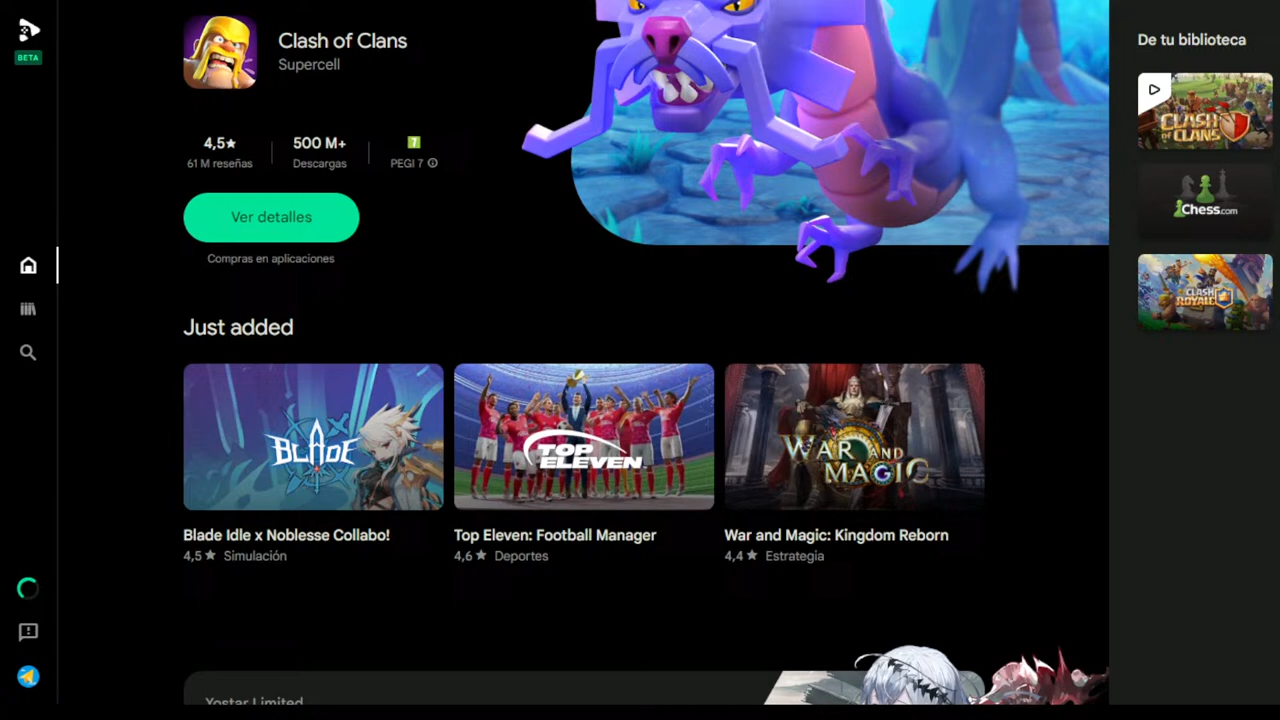 BETA
Clash of Clans
Supercell
4,5★
61 M reseñas
500 M+
Descargas
7
PEGI 7
Ver detalles
Compras en aplicaciones
Just added
BLADE
Blade Idle x Noblesse Collabo!
4,5 ★ Simulación
TOP ELEVEN
Top Eleven: Football Manager
4,6 ★ Deportes
WAR AND MAGIC
War and Magic: Kingdom Reborn
4,4 ★ Estrategia
Yostar Limited
De tu biblioteca
CLASH OF CLANS
Chess.com
CLASH ROYALE